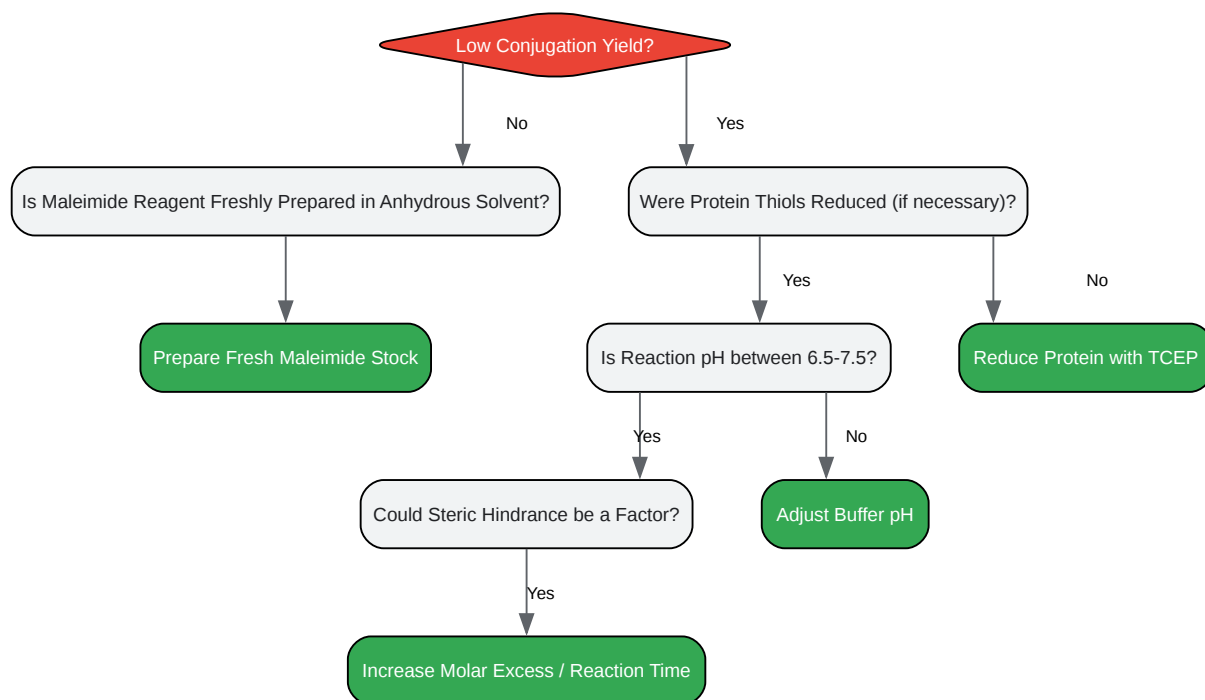 Low Conjugation Yield?
No
Yes
Is Maleimide Reagent Freshly Prepared in Anhydrous Solvent?
Were Protein Thiols Reduced (if necessary)?
Yes
No
Prepare Fresh Maleimide Stock
Is Reaction pH between 6.5-7.5?
Reduce Protein with TCEP
Yes
No
Could Steric Hindrance be a Factor?
Adjust Buffer pH
Yes
Increase Molar Excess / Reaction Time